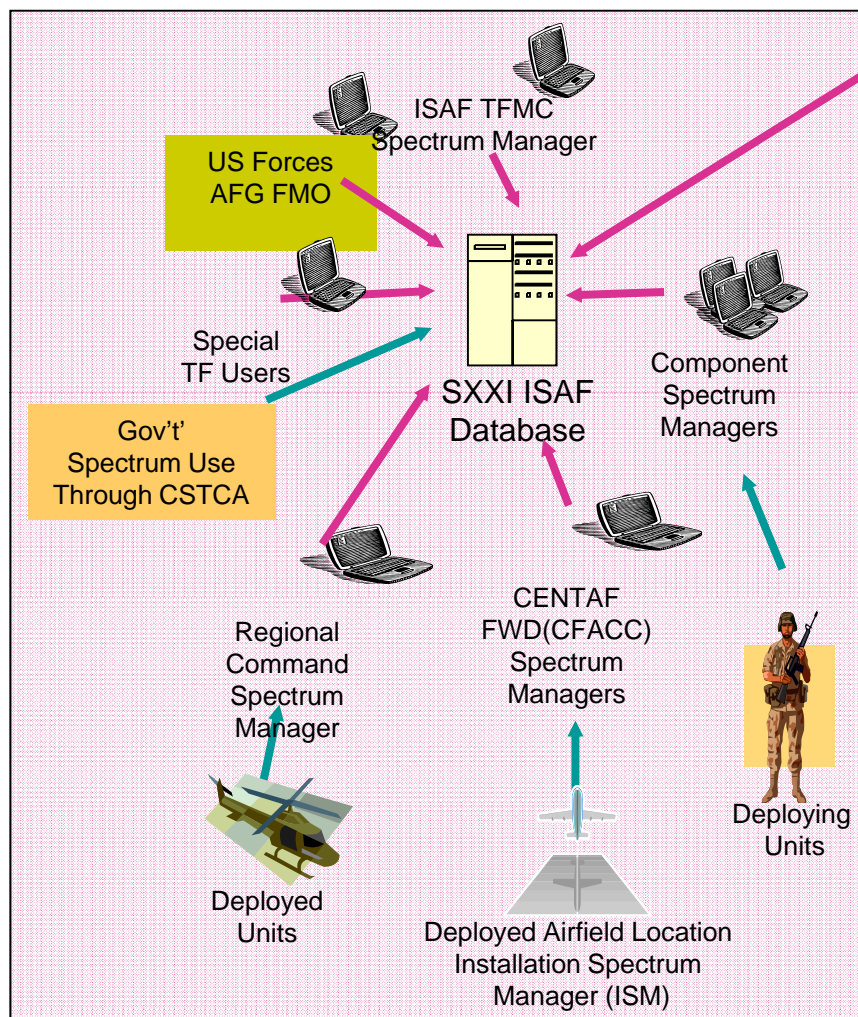 ISAF TFMC
Spectrum Manager
US Forces
AFG FMO
Special
TF Users
SXXI ISAF
Database
Component
Spectrum
Managers
Gov't'
Spectrum Use
Through CSTCA
Regional
Command
Spectrum
Manager
CENTAF
FWD(CFACC)
Spectrum
Managers
Deploying
Units
Deployed
Units
Deployed Airfield Location
Installation Spectrum
Manager (ISM)